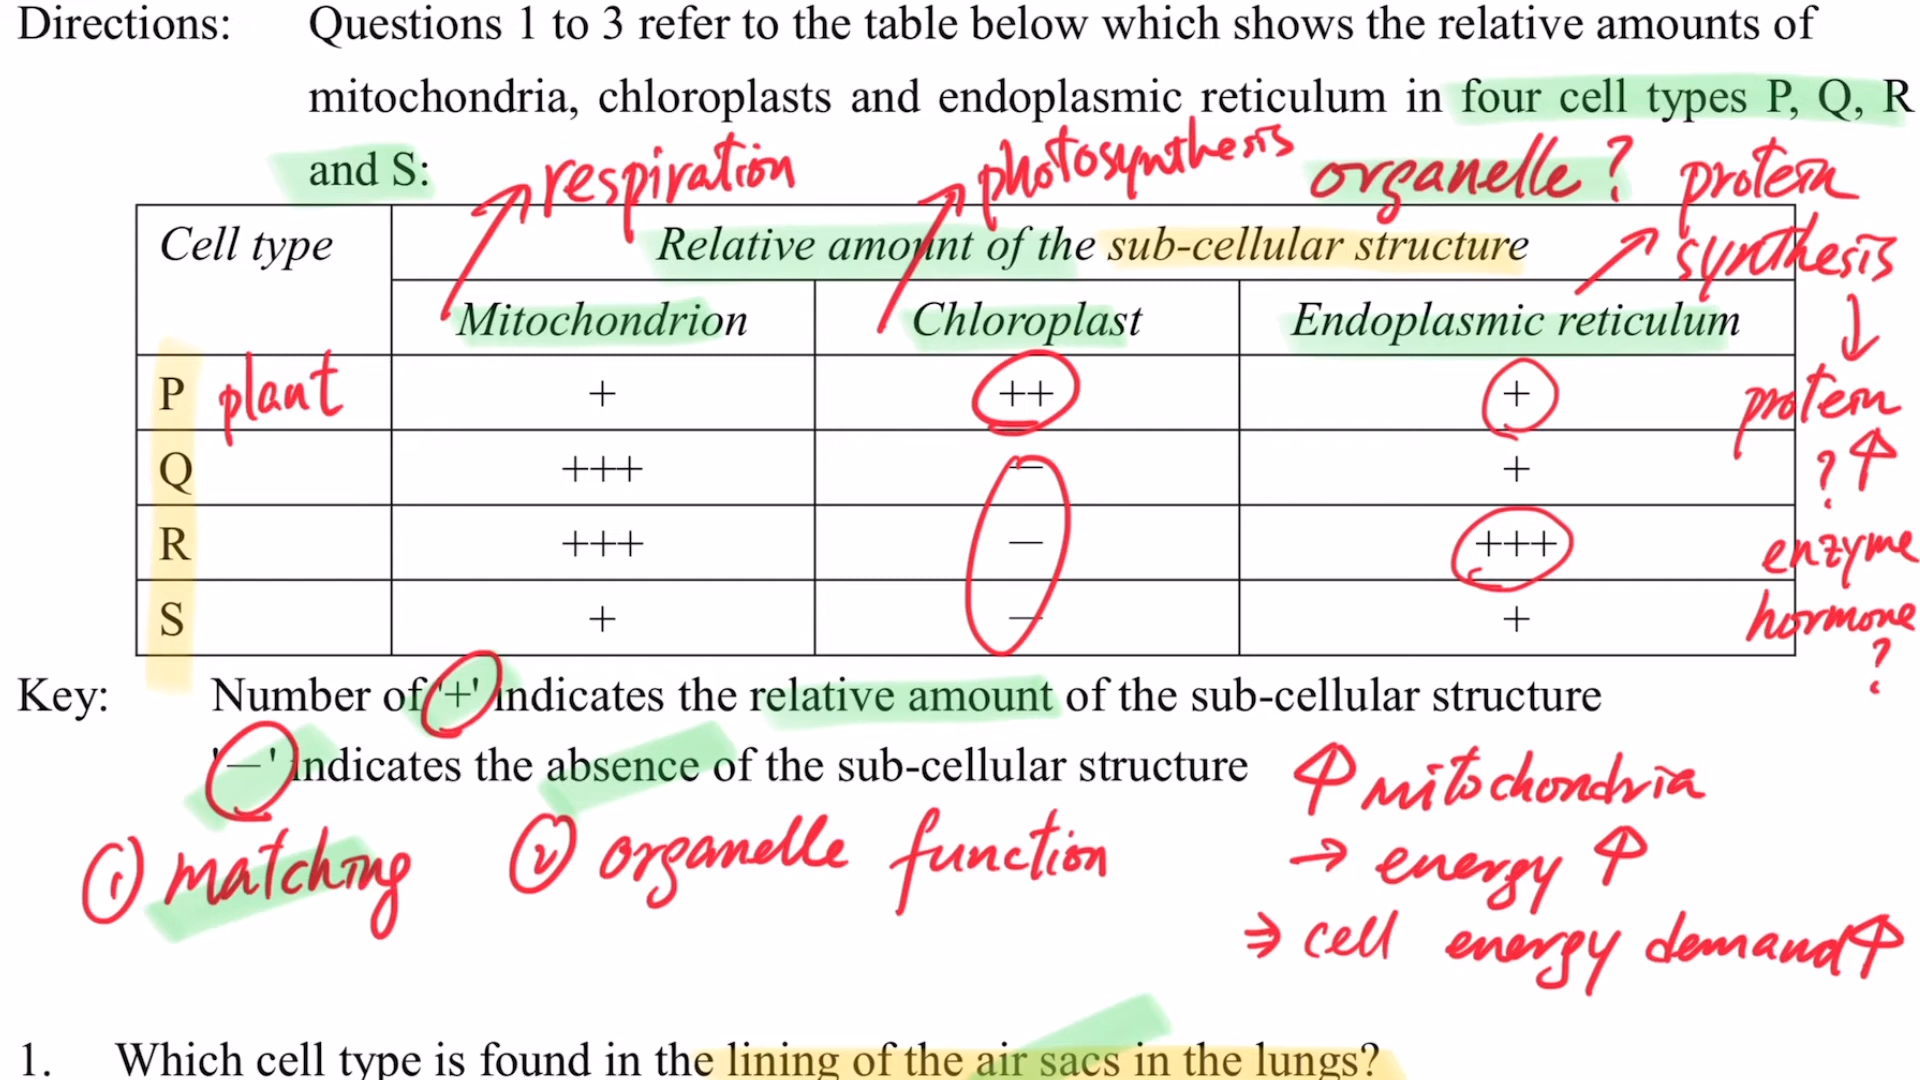 Directions: Questions 1 to 3 refer to the table below which shows the relative amounts of
mitochondria, chloroplasts and endoplasmic reticulum in four cell types P, Q, R
and S:
respiration
photosynthesis
organelle?
protein
synthesis
↓
protein
? ↑
enzyme
hormone
?
Cell type
Relative amount of the sub-cellular structure
Mitochondrion Chloroplast Endoplasmic reticulum
P plant + ++ +
Q +++ — +
R +++ — +++
S + — +
Key: Number of '+' indicates the relative amount of the sub-cellular structure
'—' indicates the absence of the sub-cellular structure
① matching ② organelle function
↑ mitochondria
→ energy ↑
⇒ cell energy demand ↑
1. Which cell type is found in the lining of the air sacs in the lungs?